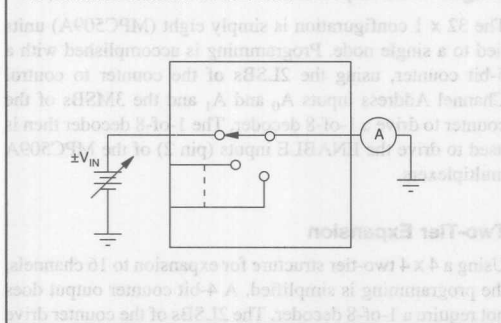 The 32 x 1 configuration is simply eight (MPC509A) units
tied to a single node. Programming is accomplished with a
-bit counter, using the 2LSBs of the counter to control
Channel Address inputs A0 and A1 and the 3MSBs of the
counter to drive a 1-of-8 decoder. The 1-of-8 decoder then is
used to drive the ENABLE inputs (pin 2) of the MPC509A
multiplexers.
A
±VIN
Two-Tier Expansion
Using a 4 x 4 two-tier structure for expansion to 16 channels,
the programming is simplified. A 4-bit counter output does
not require a 1-of-8 decoder. The 2LSBs of the counter drive